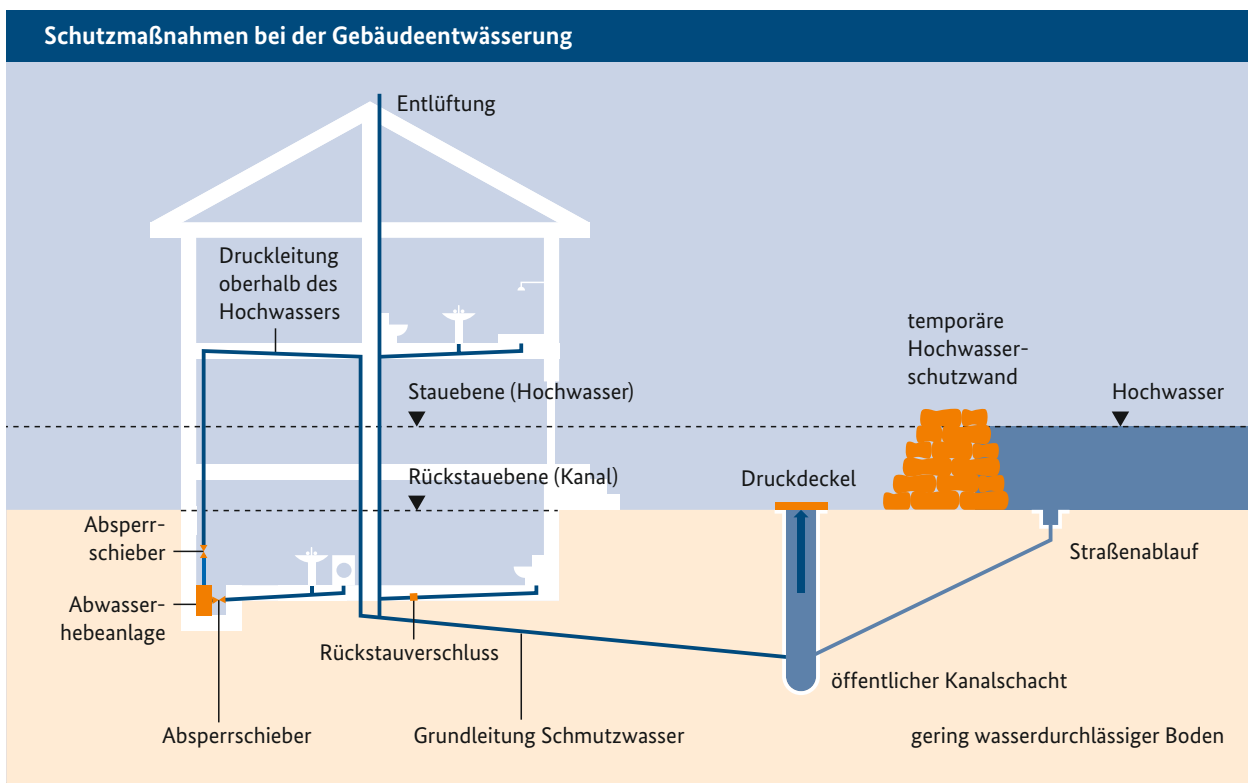 Schutzmaßnahmen bei der Gebäudeentwässerung
Entlüftung
Druckleitung
oberhalb des
Hochwassers
temporäre
Hochwasser-
schutzwand
Stauebene (Hochwasser)
Hochwasser
Rückstauebene (Kanal)
Druckdeckel
Absperr-
schieber
Straßenablauf
Abwasser-
hebeanlage
Rückstauverschluss
öffentlicher Kanalschacht
Absperrschieber
Grundleitung Schmutzwasser
gering wasserdurchlässiger Boden